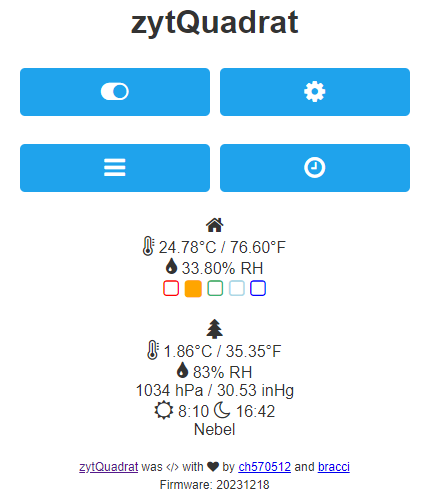 zytQuadrat
24.78°C / 76.60°F
33.80% RH
1.86°C / 35.35°F
83% RH
1034 hPa / 30.53 inHg
8:10 16:42
Nebel
zytQuadrat was </> with ♥ by ch570512 and bracci
Firmware: 20231218